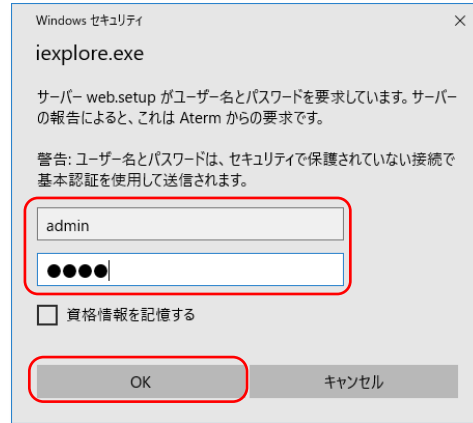 Windows セキュリティ
iexplore.exe
サーバー web.setup がユーザー名とパスワードを要求しています。サーバー
の報告によると、これは Aterm からの要求です。
警告: ユーザー名とパスワードは、セキュリティで保護されていない接続で
基本認証を使用して送信されます。
admin
●●●●
資格情報を記憶する
OK
キャンセル